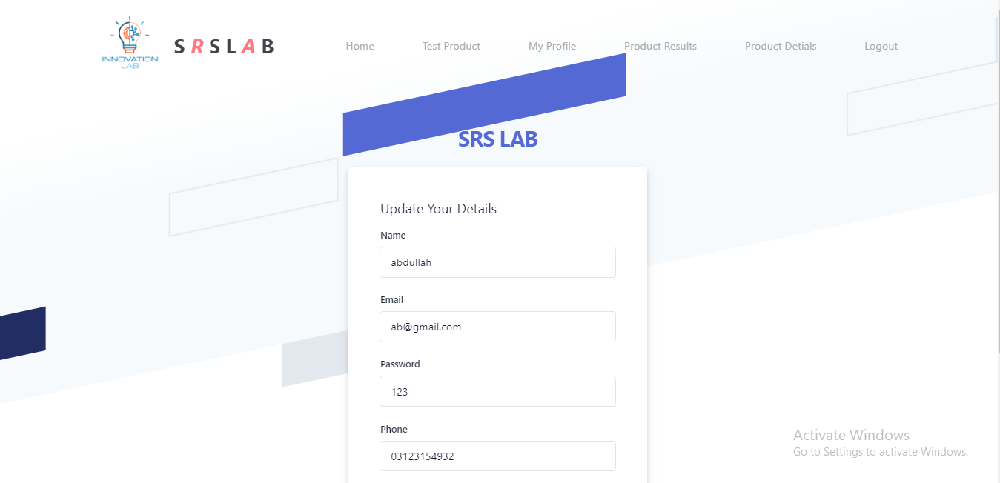 INNOVATION
LAB
SRSLAB
Home Test Product My Profile Product Results Product Detials Logout
SRS LAB
Update Your Details
Name
abdullah
Email
ab@gmail.com
Password
123
Phone
03123154932
Activate Windows
Go to Settings to activate Windows.